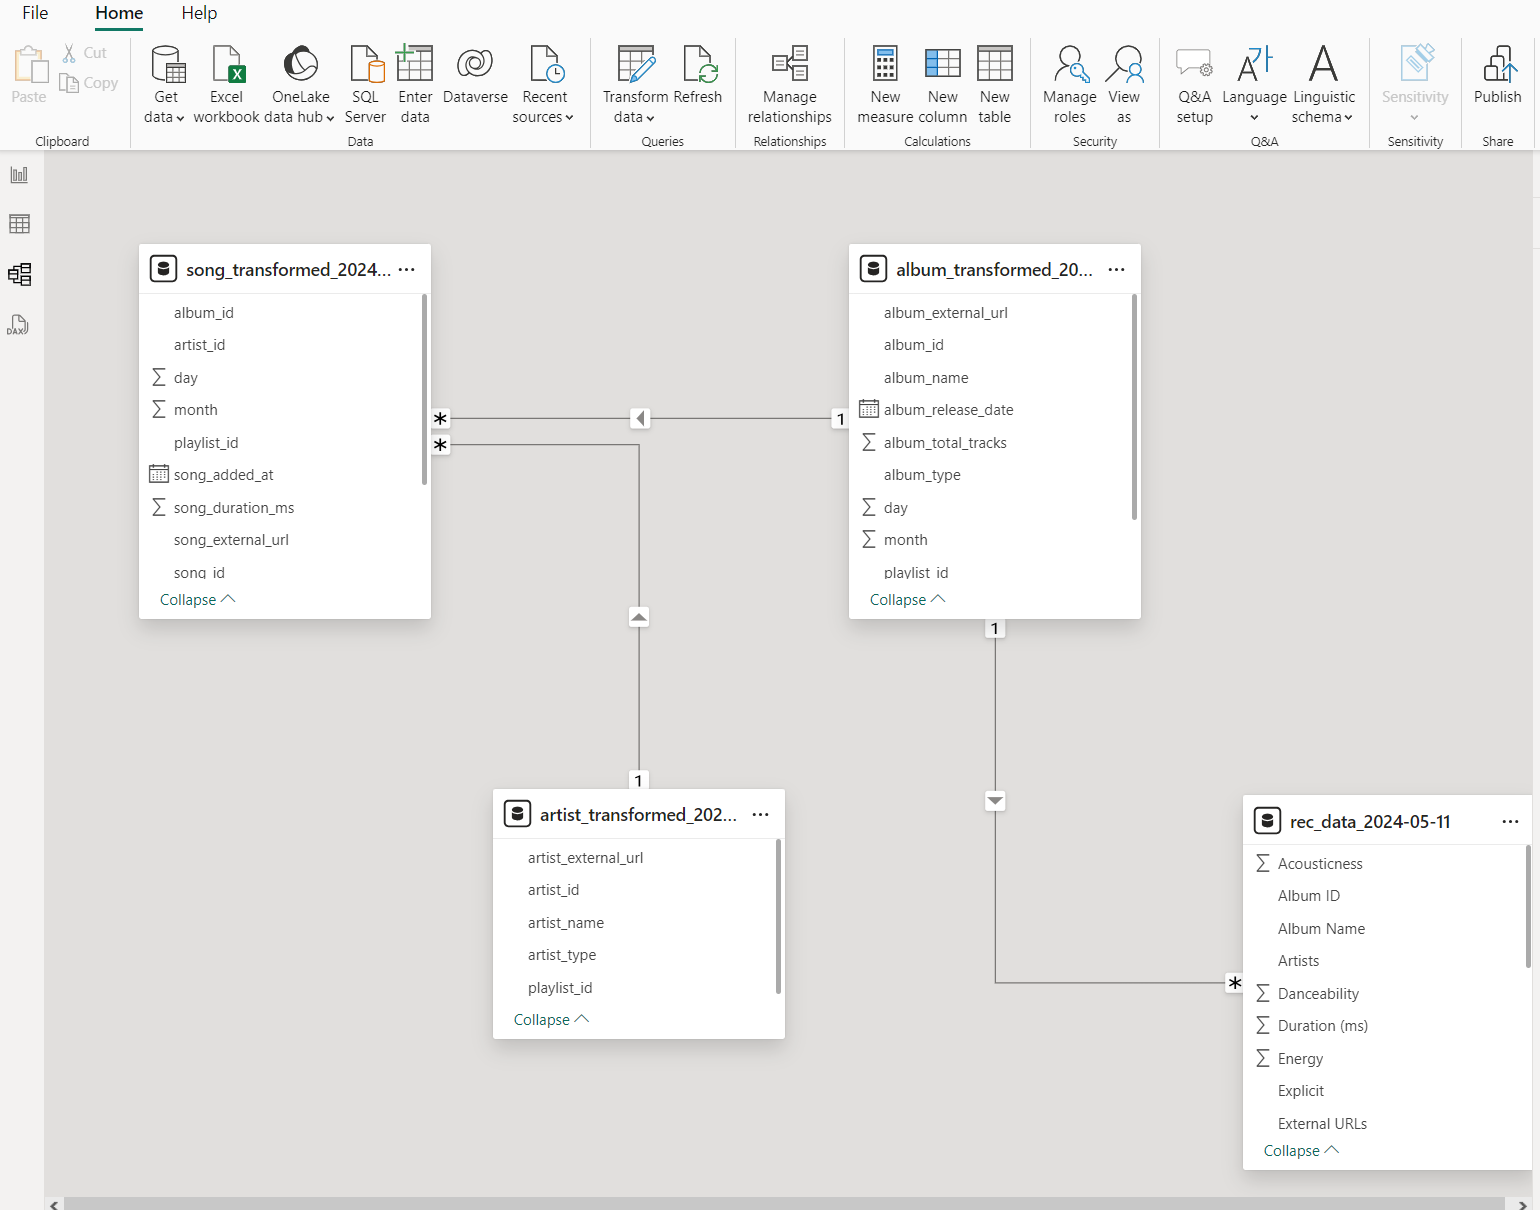 File Home Help
Paste
Cut
Copy
Clipboard
Get data
Excel workbook
OneLake data hub
SQL Server
Enter data
Dataverse
Recent sources
Data
Transform data
Refresh
Queries
Manage relationships
Relationships
New measure
New column
New table
Calculations
Manage roles
View as
Security
Q&A setup
Language
Linguistic schema
Q&A
Sensitivity
Sensitivity
Publish
Share
DAX
song_transformed_2024...
album_id
artist_id
day
month
playlist_id
song_added_at
song_duration_ms
song_external_url
song_id
Collapse
*
*
1
album_transformed_20...
album_external_url
album_id
album_name
album_release_date
album_total_tracks
album_type
day
month
playlist_id
Collapse
1
1
artist_transformed_202...
artist_external_url
artist_id
artist_name
artist_type
playlist_id
Collapse
*
rec_data_2024-05-11
Acousticness
Album ID
Album Name
Artists
Danceability
Duration (ms)
Energy
Explicit
External URLs
Collapse